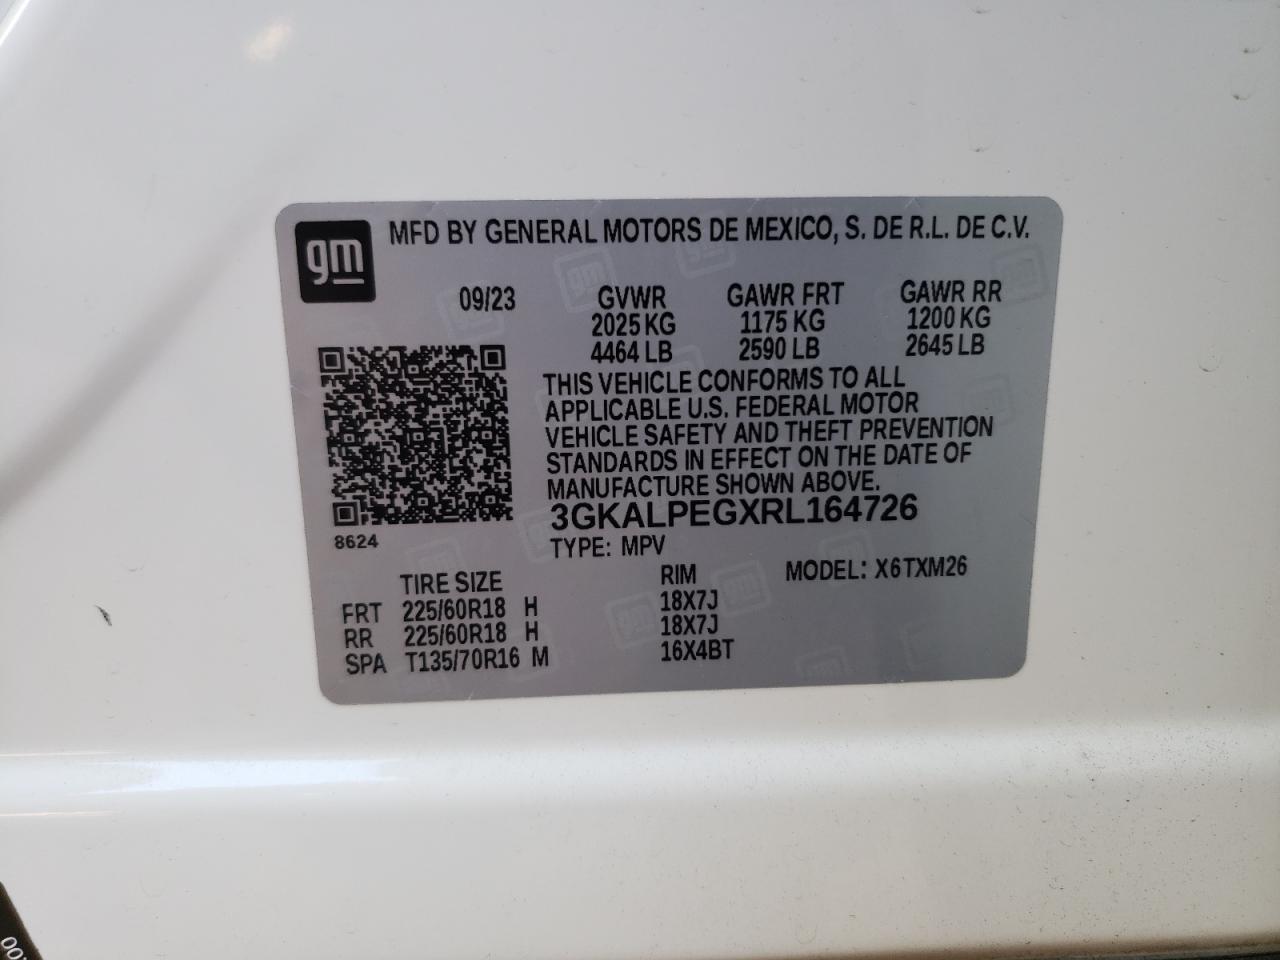 gm
MFD BY GENERAL MOTORS DE MEXICO, S. DE R.L. DE C.V.
09/23 GVWR GAWR FRT GAWR RR
2025 KG 1175 KG 1200 KG
4464 LB 2590 LB 2645 LB
THIS VEHICLE CONFORMS TO ALL
APPLICABLE U.S. FEDERAL MOTOR
VEHICLE SAFETY AND THEFT PREVENTION
STANDARDS IN EFFECT ON THE DATE OF
MANUFACTURE SHOWN ABOVE.
3GKALPEGXRL164726
8624
TYPE: MPV
MODEL: X6TXM26
TIRE SIZE RIM
FRT 225/60R18 H 18X7J
RR 225/60R18 H 18X7J
SPA T135/70R16 M 16X4BT